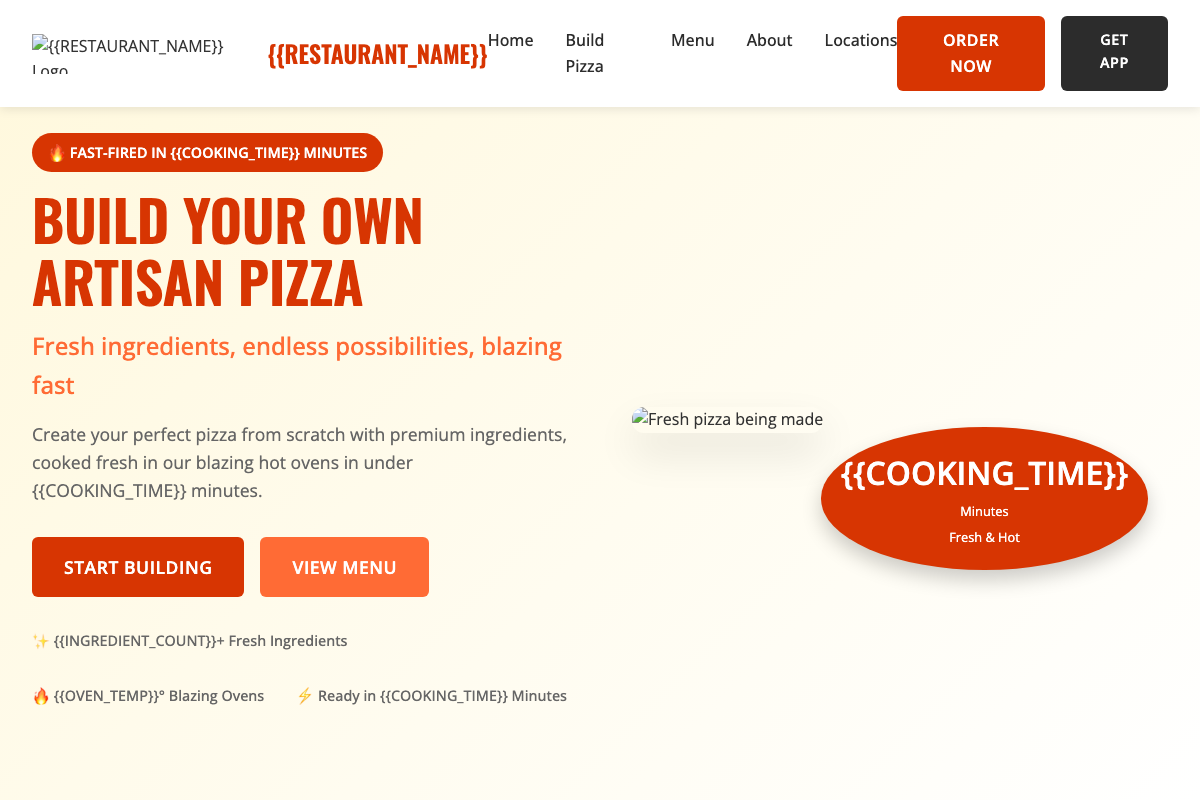 {{RESTAURANT_NAME}}
Logo
{{RESTAURANT_NAME}}
Home
Build
Pizza
Menu
About
Locations
ORDER
NOW
GET
APP
🔥 FAST-FIRED IN {{COOKING_TIME}} MINUTES
BUILD YOUR OWN
ARTISAN PIZZA
Fresh ingredients, endless possibilities, blazing
fast
Create your perfect pizza from scratch with premium ingredients,
cooked fresh in our blazing hot ovens in under
{{COOKING_TIME}} minutes.
START BUILDING
VIEW MENU
✨ {{INGREDIENT_COUNT}}+ Fresh Ingredients
🔥 {{OVEN_TEMP}}° Blazing Ovens
⚡ Ready in {{COOKING_TIME}} Minutes
Fresh pizza being made
{{COOKING_TIME}}
Minutes
Fresh & Hot